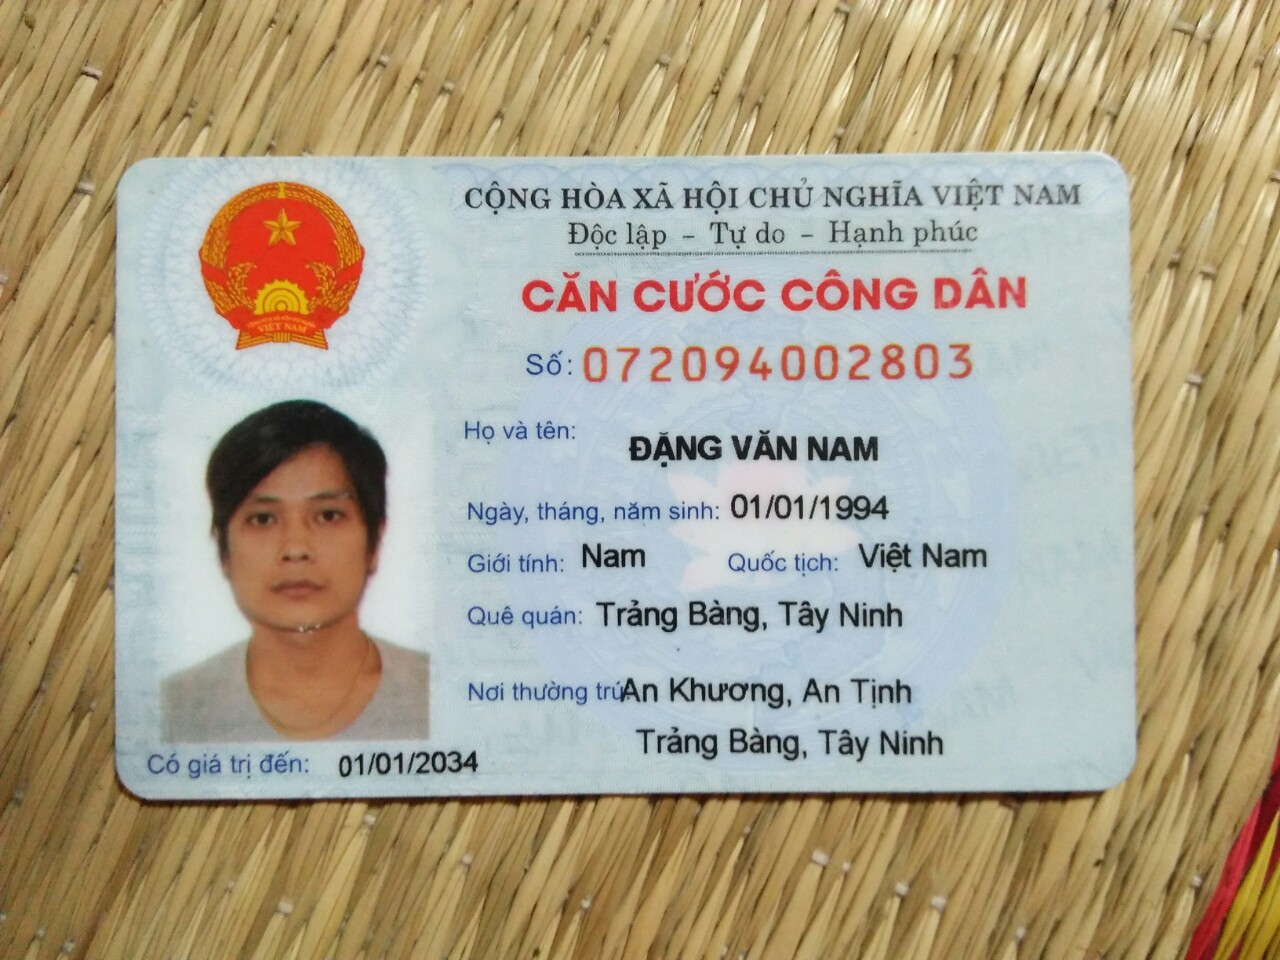 CỘNG HÒA XÃ HỘI CHỦ NGHĨA VIỆT NAM
Độc lập - Tự do - Hạnh phúc
CĂN CƯỚC CÔNG DÂN
Số: 072094002803
Họ và tên: ĐẶNG VĂN NAM
Ngày, tháng, năm sinh: 01/01/1994
Giới tính: Nam Quốc tịch: Việt Nam
Quê quán: Trảng Bàng, Tây Ninh
Nơi thường trú: An Khương, An Tịnh
Trảng Bàng, Tây Ninh
Có giá trị đến: 01/01/2034
VIỆT NAM